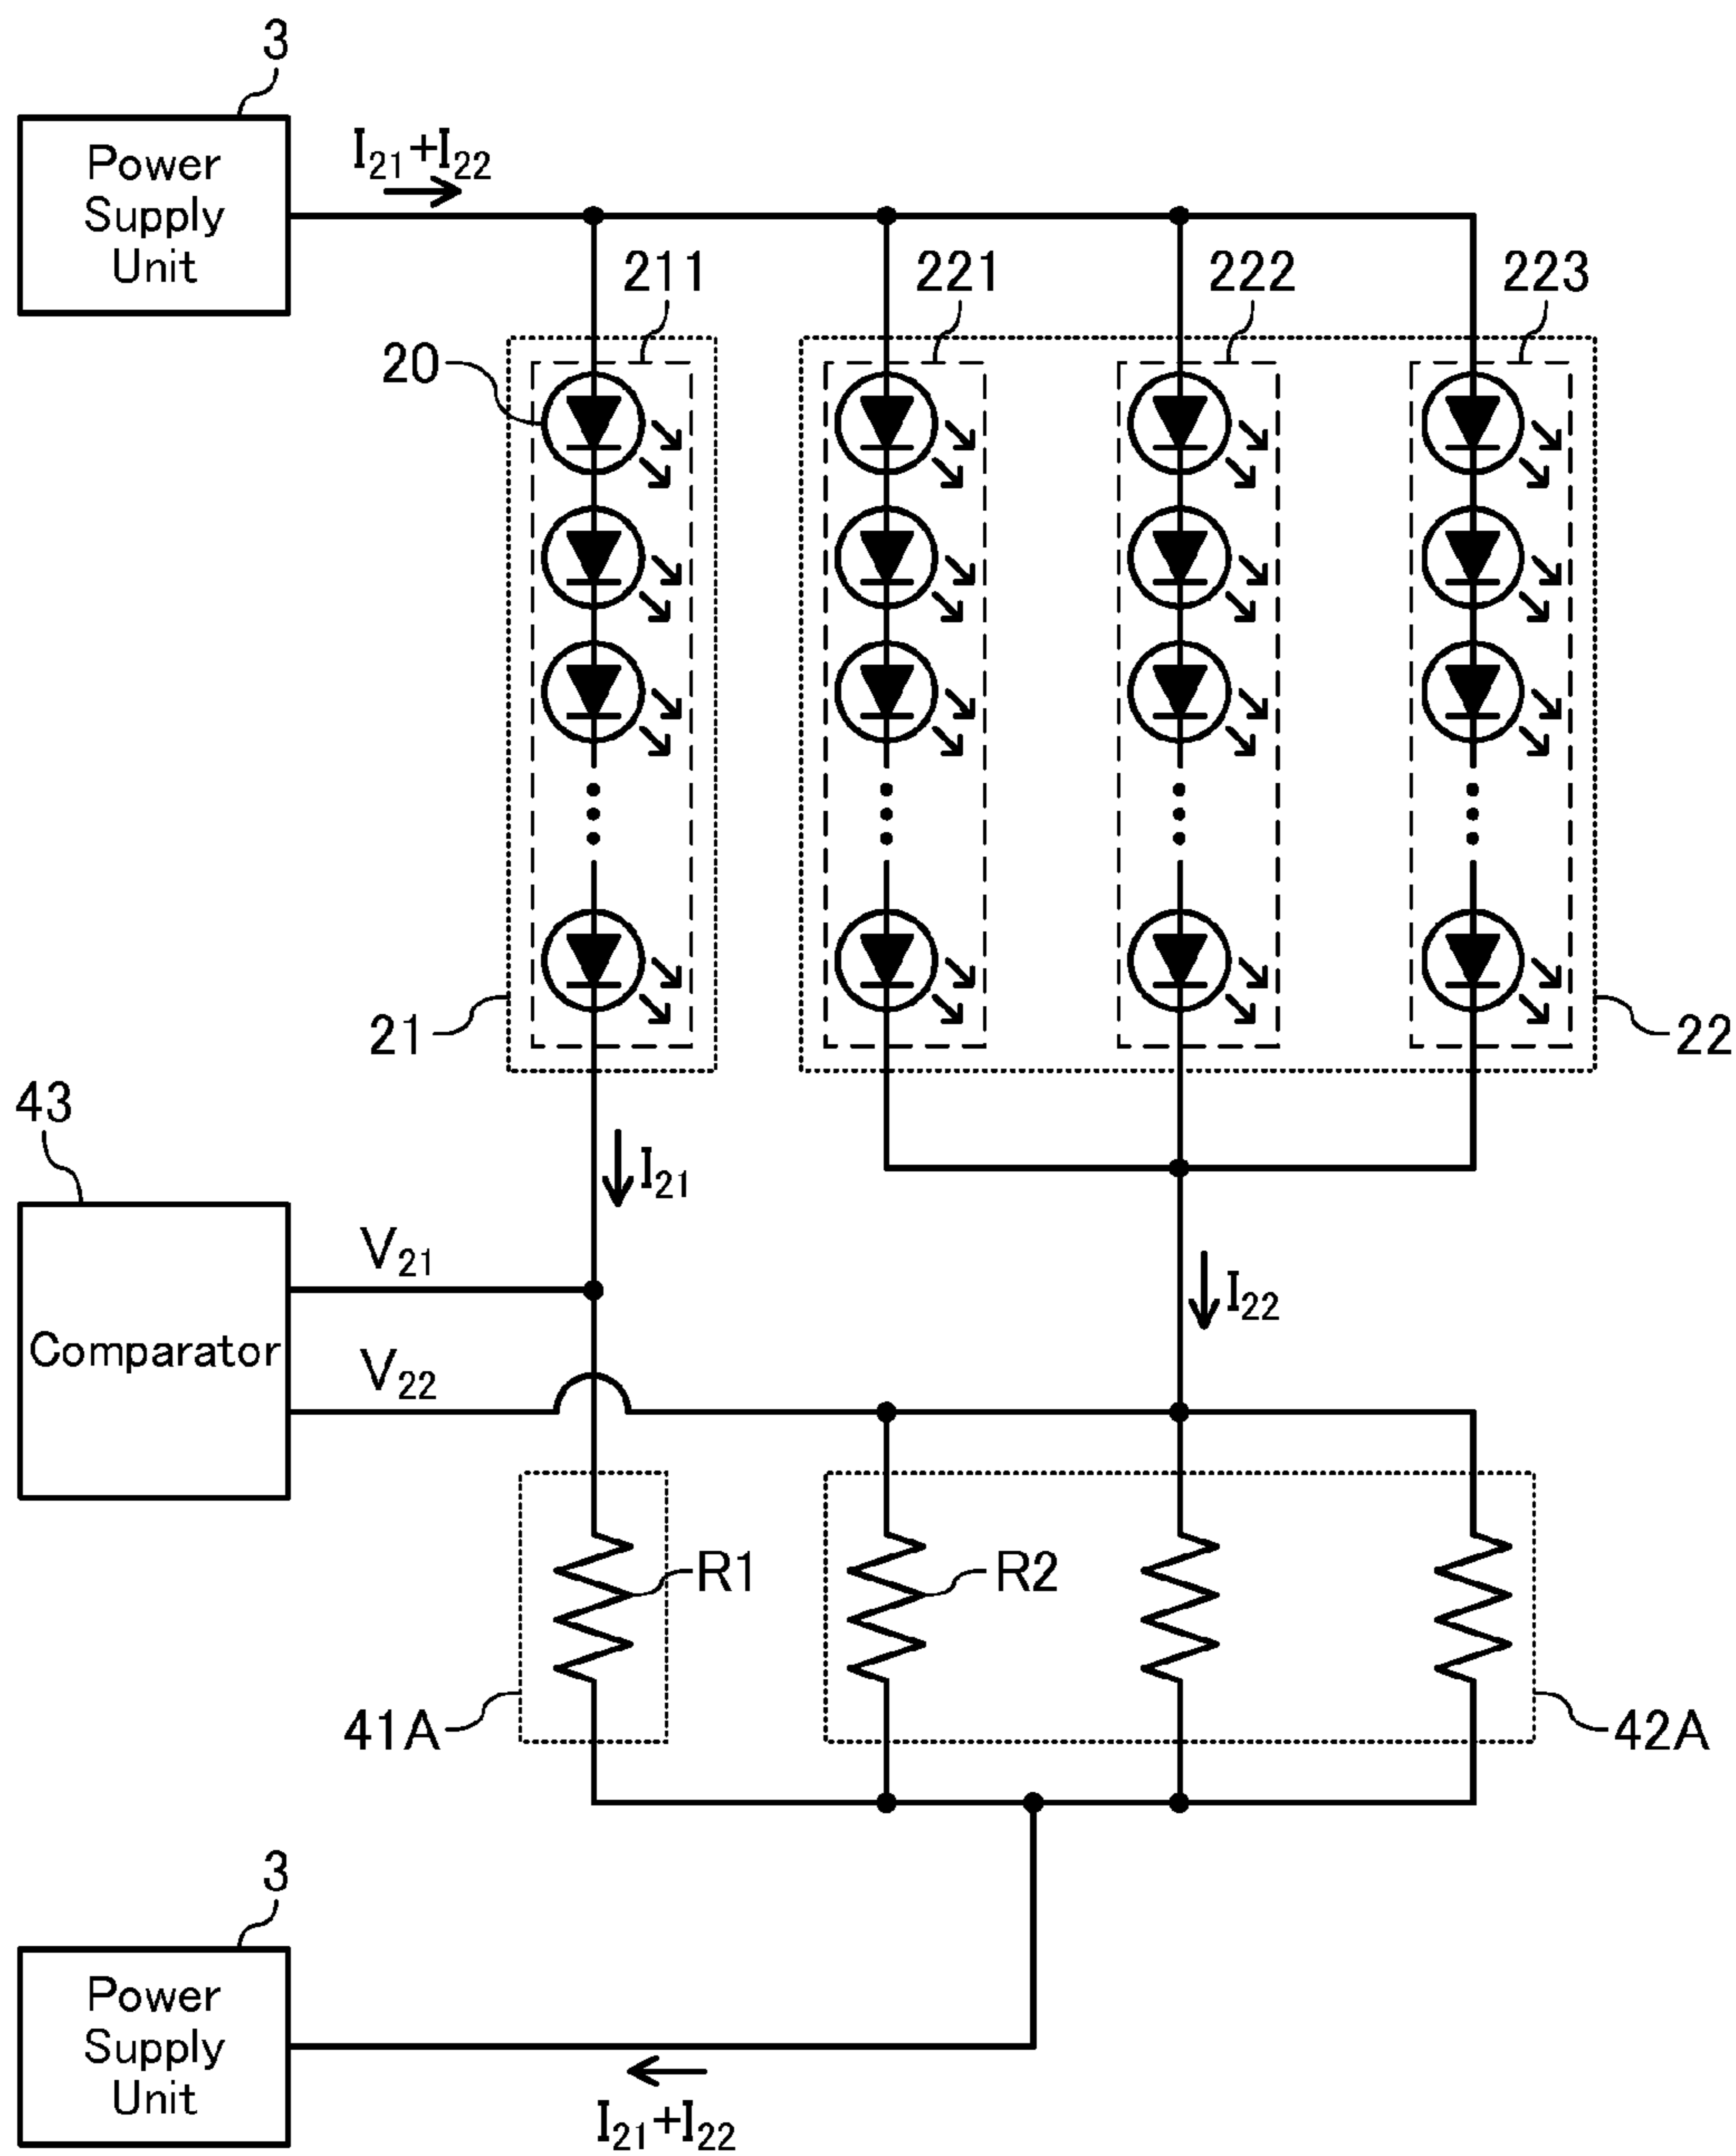 3
Power
Supply
Unit
I21+I22
211
221
222
223
20
21
22
43
I21
V21
I22
Comparator
V22
R1
R2
41A
42A
3
Power
Supply
Unit
I21+I22